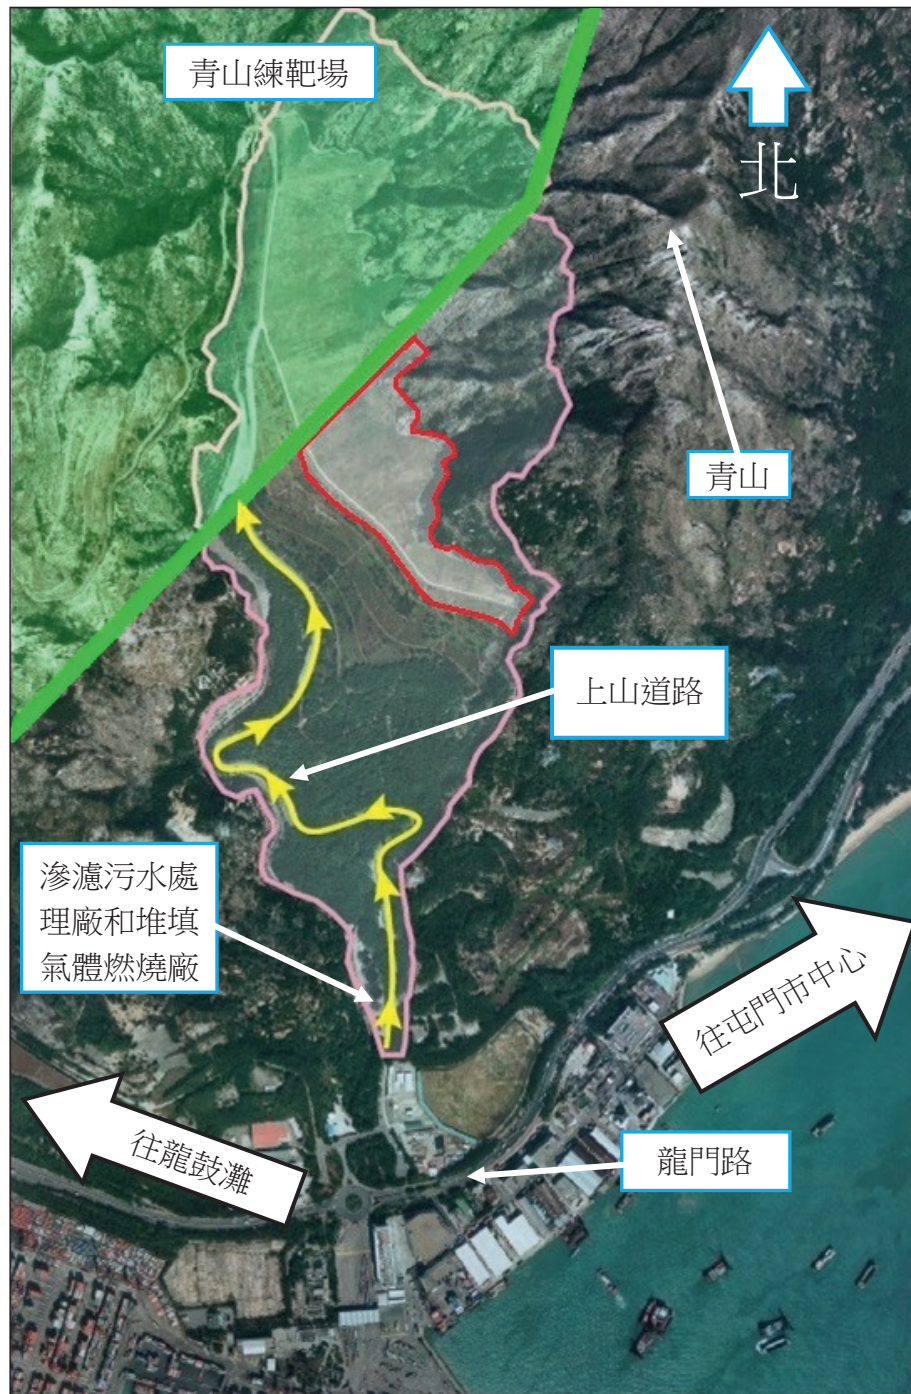 青山練靶場
北
青山
上山道路
滲濾污水處
理廠和堆填
氣體燃燒廠
往屯門市中心
往龍鼓灘
龍門路